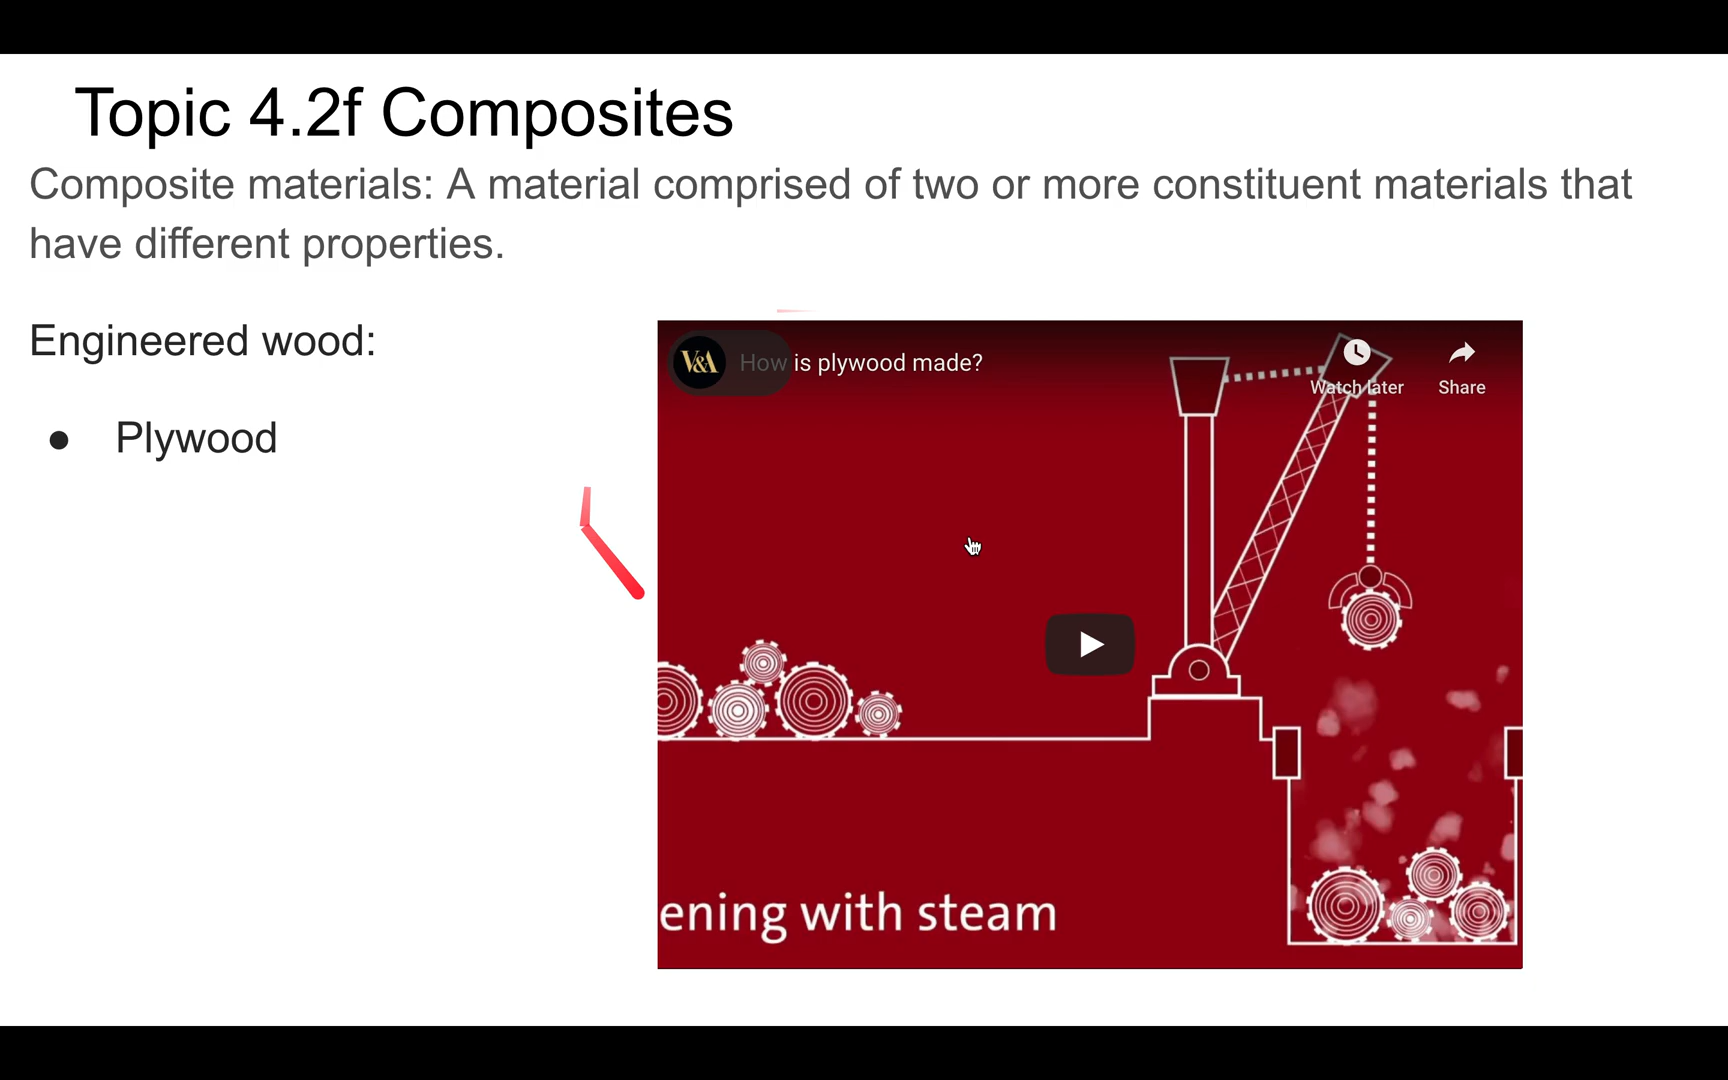 Topic 4.2f Composites
Composite materials: A material comprised of two or more constituent materials that
have different properties.
Engineered wood:
● Plywood
V&A
How is plywood made?
Watch later
Share
ening with steam